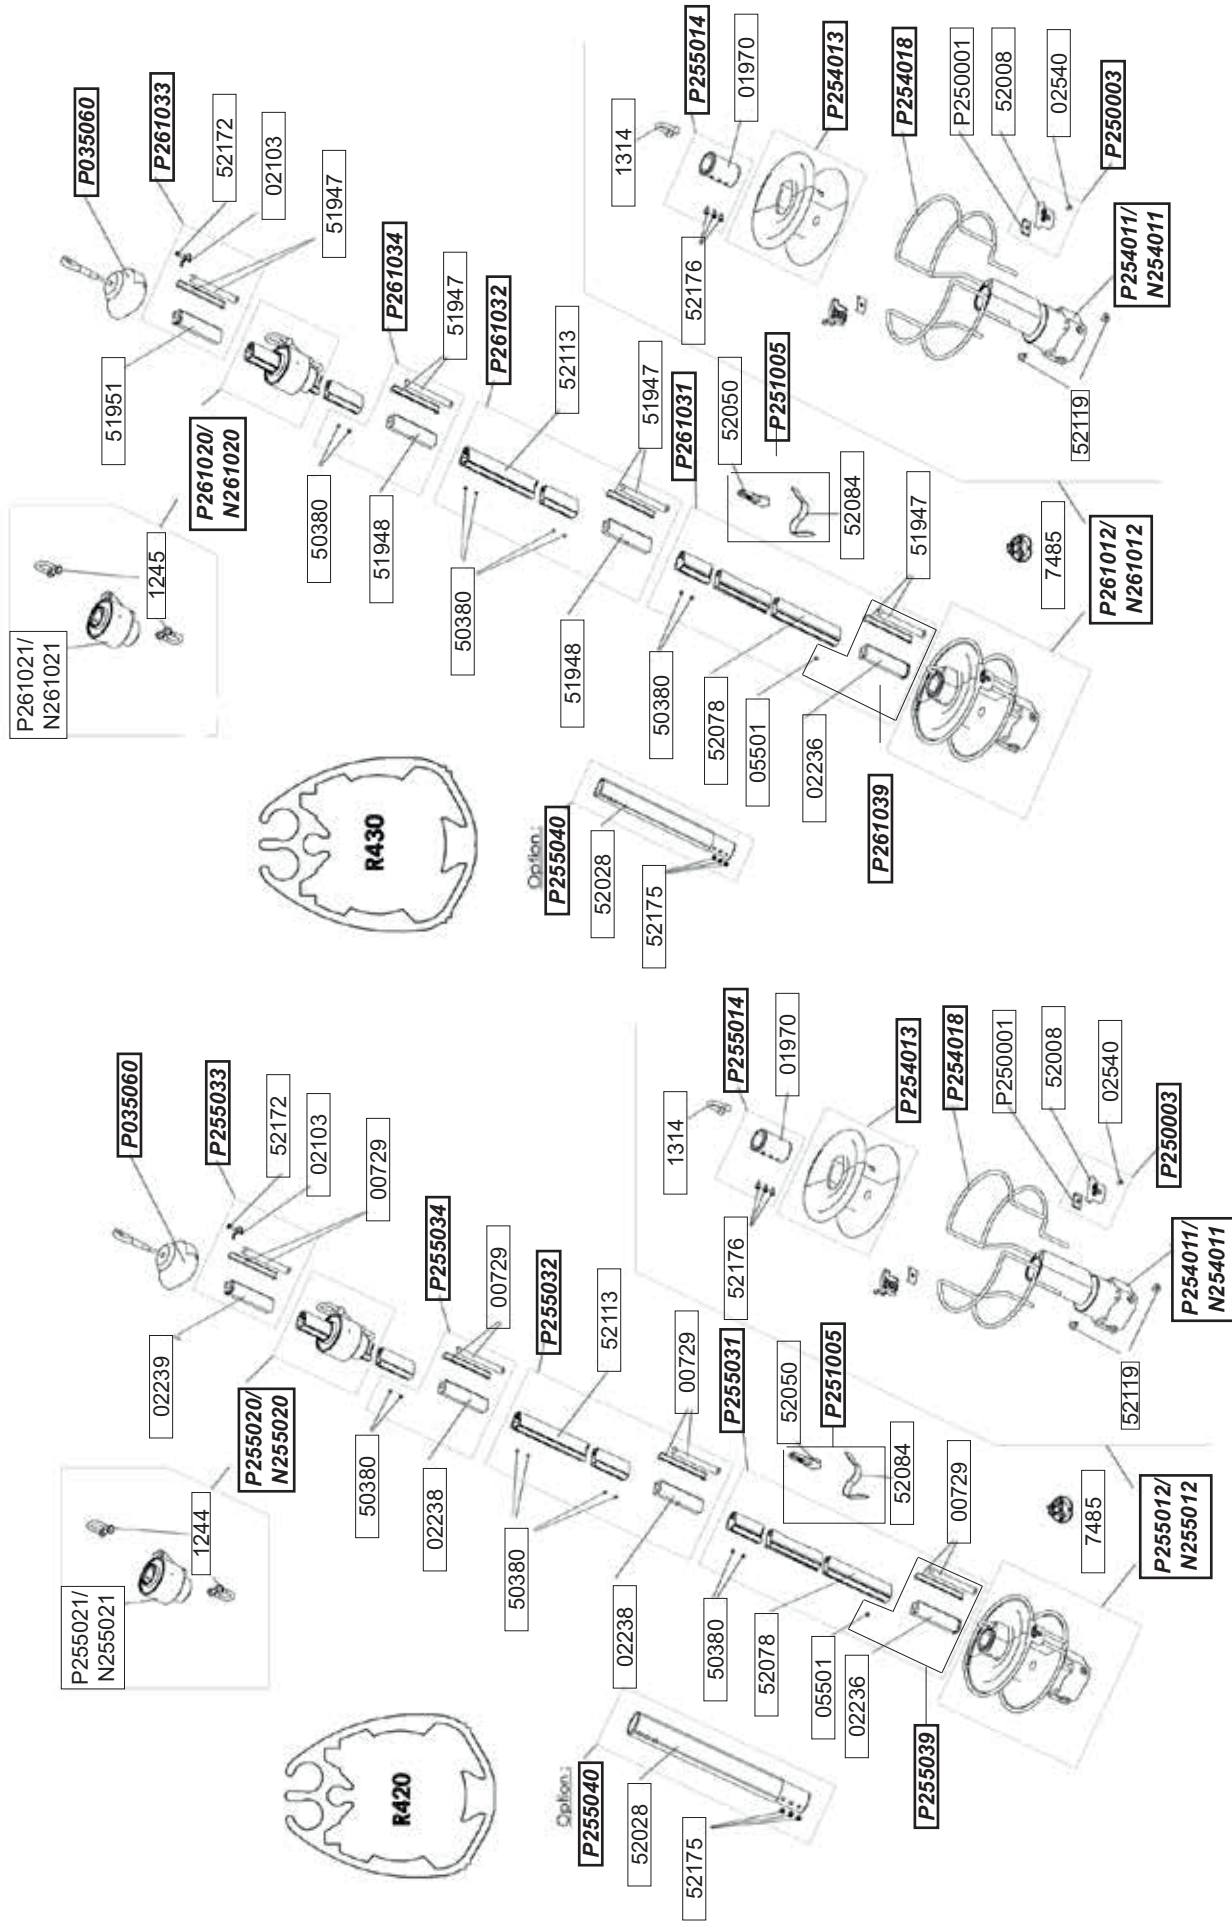 P035060
P261033
52172
02103
51947
51951
P261020/
N261020
P261034
51947
50380
51948
P261032
52113
50380
51947
51948
P261031
52050
P251005
52084
50380
52078
05501
02236
51947
P261039
7485
P261012/
N261012
P261021/
N261021
1245
R430
Option :
P255040
52028
52175
1314
P255014
01970
P254013
52176
P254018
P250001
52008
02540
P250003
P254011/
N254011
52119
P035060
P255033
52172
02103
00729
02239
P255020/
N255020
P255034
00729
50380
02238
P255032
52113
50380
00729
02238
P255031
52050
P251005
52084
50380
52078
05501
02236
00729
P255039
7485
P255012/
N255012
P255021/
N255021
1244
R420
Option :
P255040
52028
52175
1314
P255014
01970
P254013
52176
P254018
P250001
52008
02540
P250003
P254011/
N254011
52119